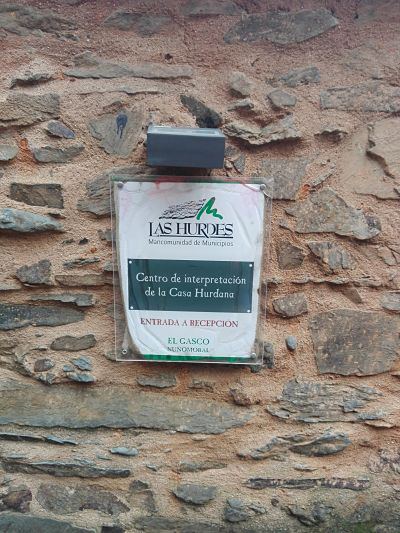 LAS HURDES
Mancomunidad de Municipios
Centro de interpretación
de la Casa Hurdana
ENTRADA A RECEPCION
EL GASCO
NUÑOMORAL